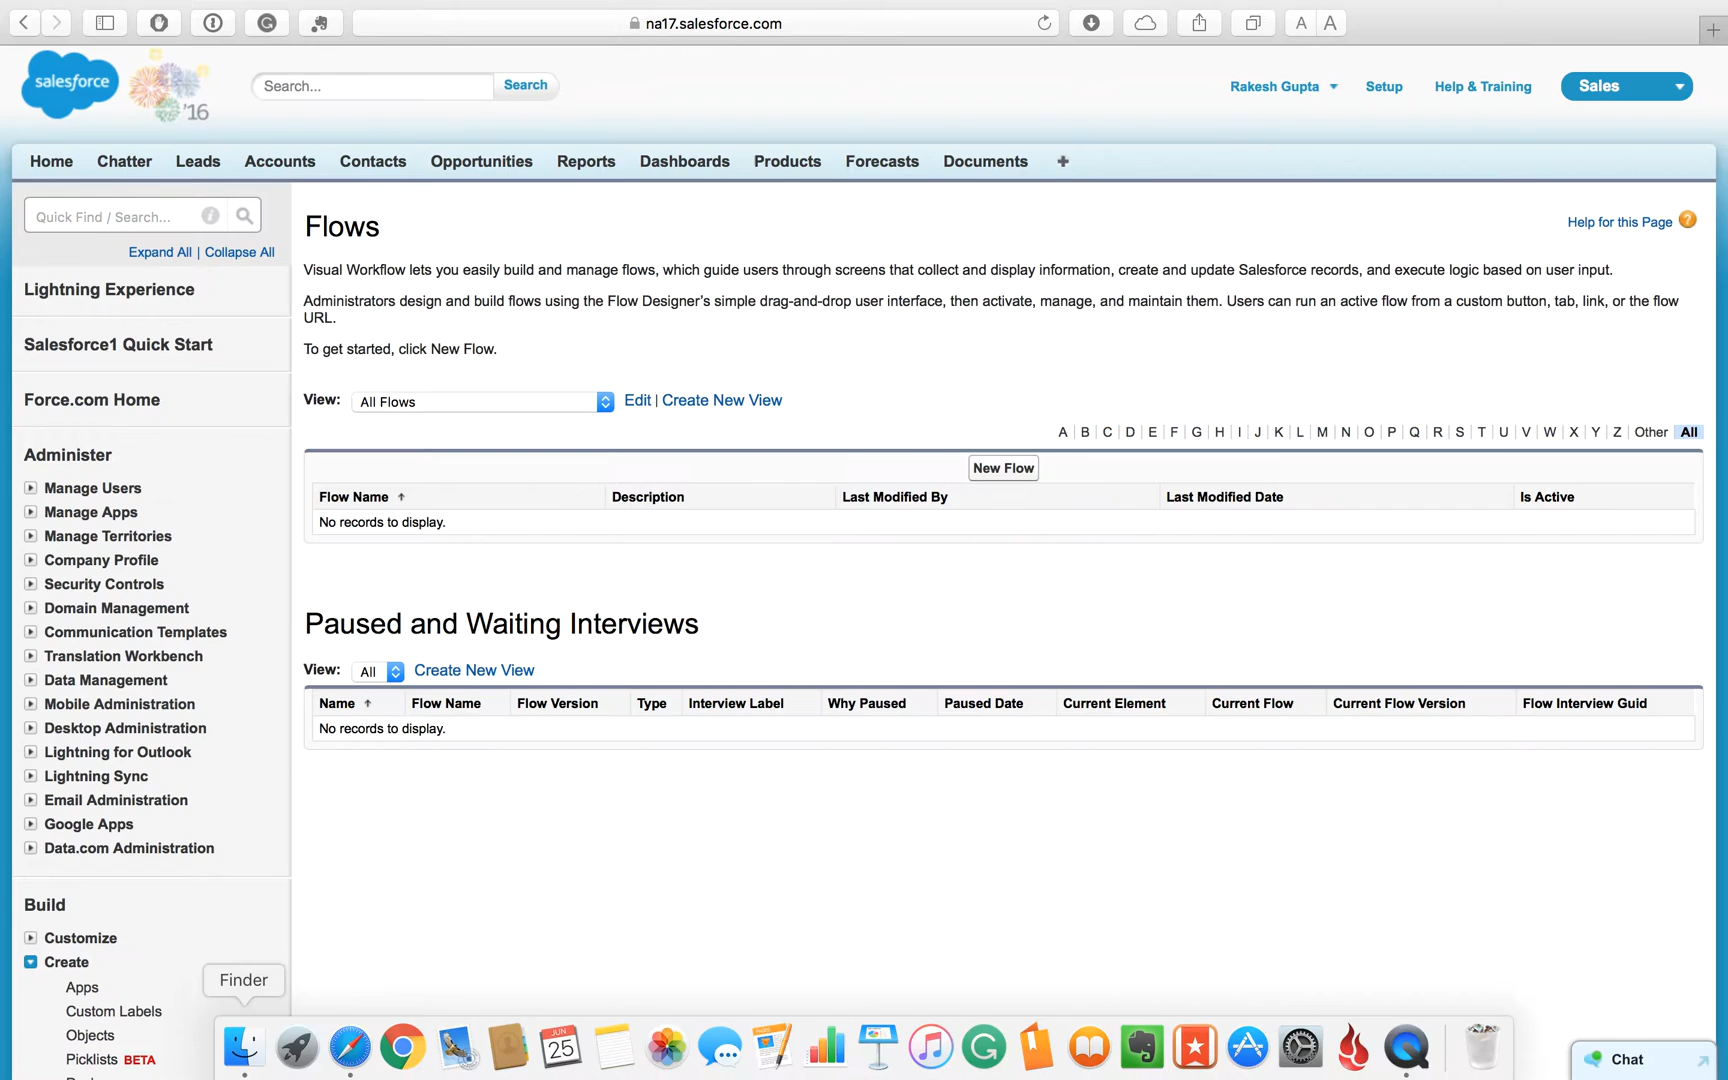 na17.salesforce.com
A A
salesforce
'16
Search...
Search
Rakesh Gupta
Setup
Help & Training
Sales
Home Chatter Leads Accounts Contacts Opportunities Reports Dashboards Products Forecasts Documents +
Quick Find / Search...
Expand All | Collapse All
Lightning Experience
Salesforce1 Quick Start
Force.com Home
Administer
Manage Users
Manage Apps
Manage Territories
Company Profile
Security Controls
Domain Management
Communication Templates
Translation Workbench
Data Management
Mobile Administration
Desktop Administration
Lightning for Outlook
Lightning Sync
Email Administration
Google Apps
Data.com Administration
Build
Customize
Create
Apps
Custom Labels
Objects
Picklists BETA
Flows
Help for this Page ?
Visual Workflow lets you easily build and manage flows, which guide users through screens that collect and display information, create and update Salesforce records, and execute logic based on user input.
Administrators design and build flows using the Flow Designer's simple drag-and-drop user interface, then activate, manage, and maintain them. Users can run an active flow from a custom button, tab, link, or the flow
URL.
To get started, click New Flow.
View: All Flows Edit | Create New View
A | B | C | D | E | F | G | H | I | J | K | L | M | N | O | P | Q | R | S | T | U | V | W | X | Y | Z | Other | All
New Flow
Flow Name Description Last Modified By Last Modified Date Is Active
No records to display.
Paused and Waiting Interviews
View: All Create New View
Name Flow Name Flow Version Type Interview Label Why Paused Paused Date Current Element Current Flow Current Flow Version Flow Interview Guid
No records to display.
Finder
JUN
25
Chat